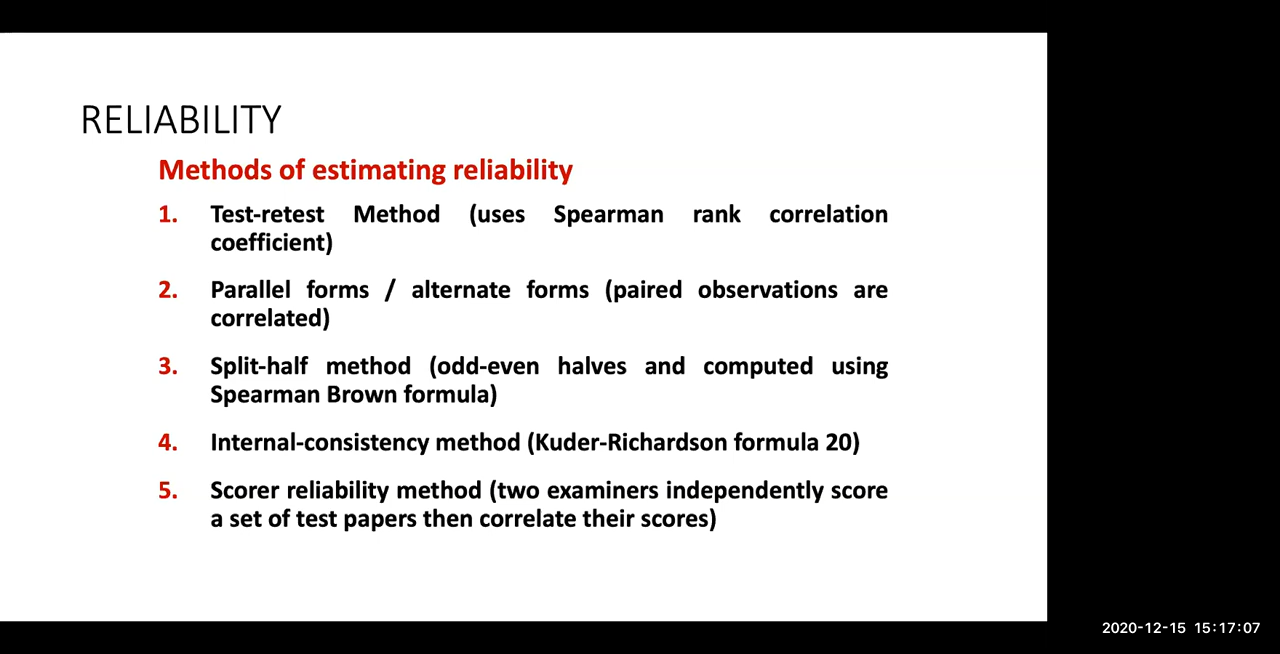 RELIABILITY
Methods of estimating reliability
1. Test-retest Method (uses Spearman rank correlation
coefficient)
2. Parallel forms / alternate forms (paired observations are
correlated)
3. Split-half method (odd-even halves and computed using
Spearman Brown formula)
4. Internal-consistency method (Kuder-Richardson formula 20)
5. Scorer reliability method (two examiners independently score
a set of test papers then correlate their scores)
2020-12-15 15:17:07